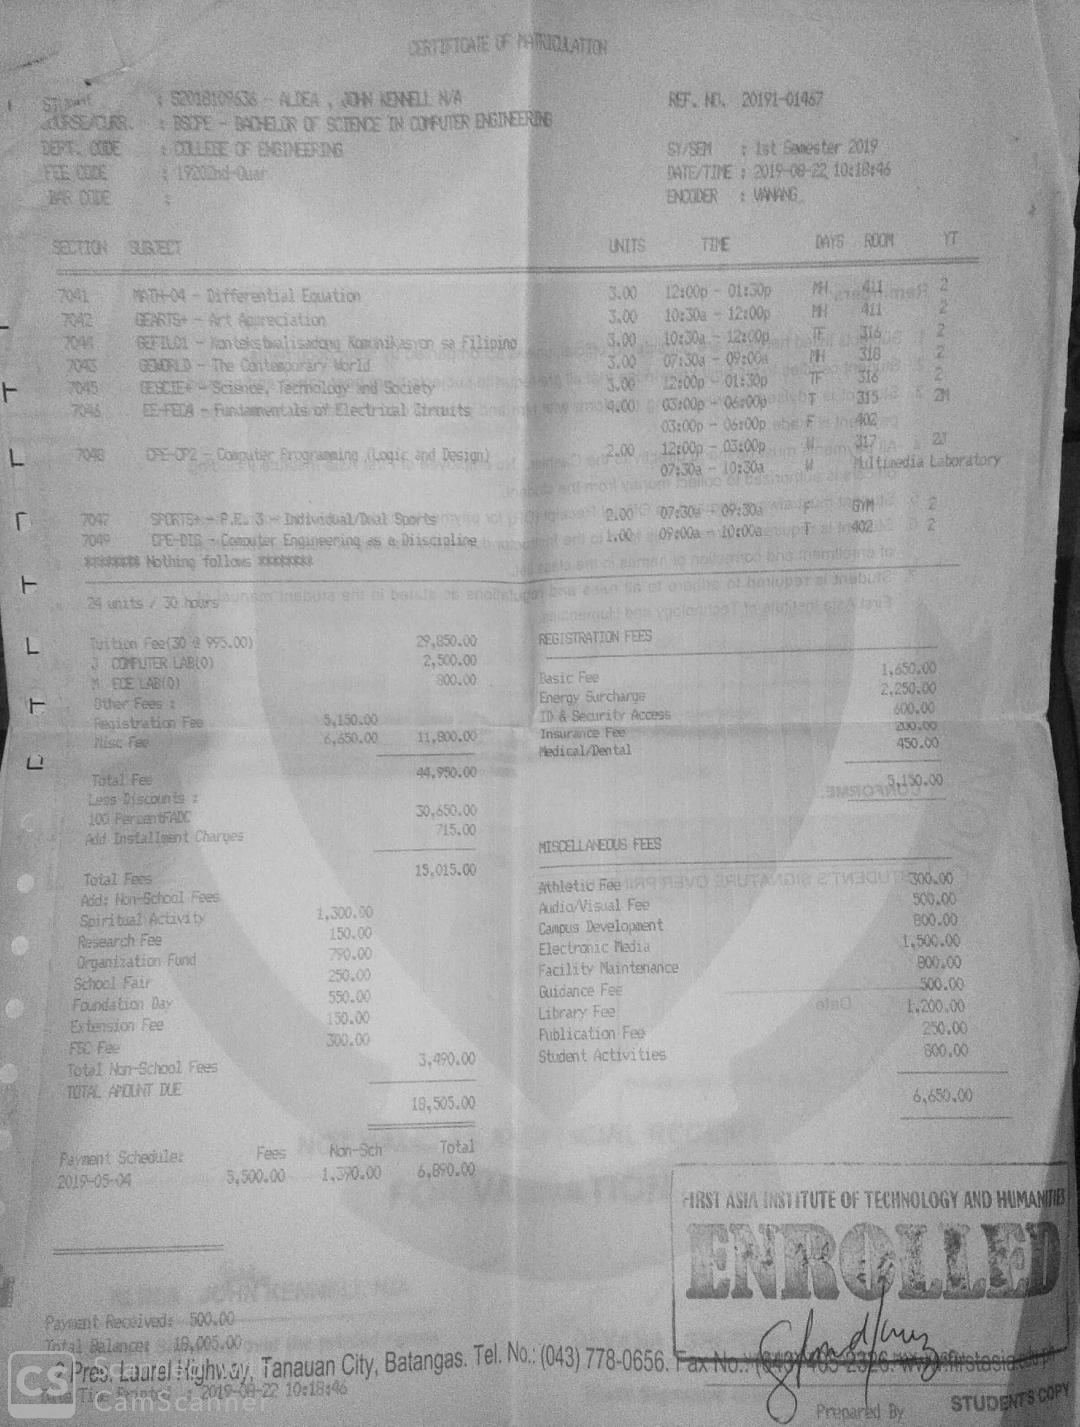 CERTIFICATE OF MATRICULATION
STUDENT : S2018109636 - ALDEA , JOHN KENNELL N/A REF. NO. 20191-01467
COURSE/CURR. : BSCPE - BACHELOR OF SCIENCE IN COMPUTER ENGINEERING
DEPT. CODE : COLLEGE OF ENGINEERING SY/SEM : 1st Semester 2019
FEE CODE : 19202nd-Quar DATE/TIME : 2019-08-22 10:18:46
BAR CODE : ENCODER : VANANG
SECTION SUBJECT UNITS TIME DAYS ROOM YT
7041 MATH-04 - Differential Equation 3.00 12:00p - 01:30p MH 411 2
7042 GEARTS+ - Art Appreciation 3.00 10:30a - 12:00p MH 411 2
7044 GEFILO1 - Kontekstwalisadong Komunikasyon sa Filipino 3.00 10:30a - 12:00p TF 316 2
7043 GEWORLD - The Contemporary World 3.00 07:30a - 09:00a MH 318 2
7045 GESCIE+ - Science, Technology and Society 3.00 12:00p - 01:30p TF 316 2
7046 EE-FECA - Fundamentals of Electrical Circuits 4.00 03:00p - 06:00p T 315 2M
03:00p - 06:00p F 402
7048 CPE-CP2 - Computer Programming (Logic and Design) 2.00 12:00p - 03:00p W 317 2J
07:30a - 10:30a W Multimedia Laboratory
7047 SPORTS+ - P.E. 3 - Individual/Dual Sports 2.00 07:30a - 09:30a F GYM 2
7049 CPE-DIS - Computer Engineering as a Diiscipline 1.00 09:00a - 10:00a T 402 2
******** Nothing follows ********
24 units / 30 hours
Tuition Fee(30 @ 995.00) 29,850.00 REGISTRATION FEES
J COMPUTER LAB(0) 2,500.00
M ECE LAB(0) 800.00 Basic Fee 1,650.00
Other Fees : Energy Surcharge 2,250.00
Registration Fee 5,150.00 ID & Security Access 600.00
Misc Fee 6,650.00 11,800.00 Insurance Fee 200.00
Medical/Dental 450.00
Total Fee 44,950.00 5,150.00
Less Discounts :
100 PercentFADC 30,650.00
Add Installment Charges 715.00
MISCELLANEOUS FEES
Total Fees 15,015.00
Add: Non-School Fees Athletic Fee 300.00
Spiritual Activity 1,300.00 Audio/Visual Fee 500.00
Research Fee 150.00 Campus Development 800.00
Organization Fund 790.00 Electronic Media 1,500.00
School Fair 250.00 Facility Maintenance 800.00
Foundation Day 550.00 Guidance Fee 500.00
Extension Fee 150.00 Library Fee 1,200.00
FSC Fee 300.00 Publication Fee 250.00
Total Non-School Fees 3,490.00 Student Activities 800.00
TOTAL AMOUNT DUE 18,505.00 6,650.00
Payment Schedule: Fees Non-Sch Total
2019-05-04 5,500.00 1,390.00 6,890.00
FIRST ASIA INSTITUTE OF TECHNOLOGY AND HUMANITIES
ENROLLED
Payment Received: 500.00
Total Balance: 18,005.00
2 Pres. Laurel Highway, Tanauan City, Batangas. Tel. No.: (043) 778-0656. Fax No.:
Printed : 2019-08-22 10:18:46
CS Scanned with CamScanner
Prepared By STUDENT'S COPY